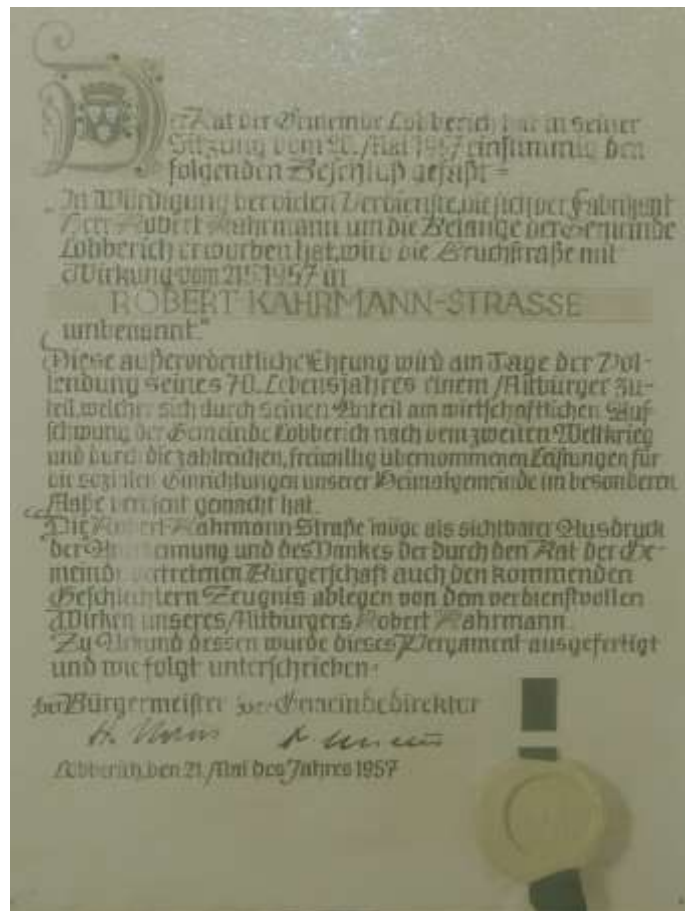 Der Rat der Gemeinde Lobberich hat in seiner
Sitzung vom 20. Mai 1957 einstimmig den
folgenden Beschluß gefaßt =
„In Würdigung der vielen Verdienste, die sich der Fabrikant
Herr Robert Kahrmann um die Belange der Gemeinde
Lobberich erworben hat, wird die Bruchstraße mit
Wirkung vom 21.5.1957 in
ROBERT KAHRMANN-STRASSE
umbenannt."
Diese außerordentliche Ehrung wird am Tage der Vol-
lendung seines 70. Lebensjahres einem Mitbürger zu-
teil, welcher sich durch seinen Anteil am wirtschaftlichen Auf-
schwung der Gemeinde Lobberich nach dem zweiten Weltkrieg
und durch die zahlreichen, freiwillig übernommenen Leistungen für
die sozialen Einrichtungen unserer Heimatgemeinde im besonderen
Maße verdient gemacht hat.
Die Robert-Kahrmann Straße möge als sichtbarer Ausdruck
der Anerkennung und des Dankes der durch den Rat der Ge-
meinde vertretenen Bürgerschaft auch den kommenden
Geschlechtern Zeugnis ablegen von dem verdienstvollen
Wirken unseres Mitbürgers Robert Kahrmann.
Zu Urkund dessen wurde dieses Pergament ausgefertigt
und wie folgt unterschrieben:
der Bürgermeister der Gemeindedirektor
Lobberich, den 21. Mai des Jahres 1957